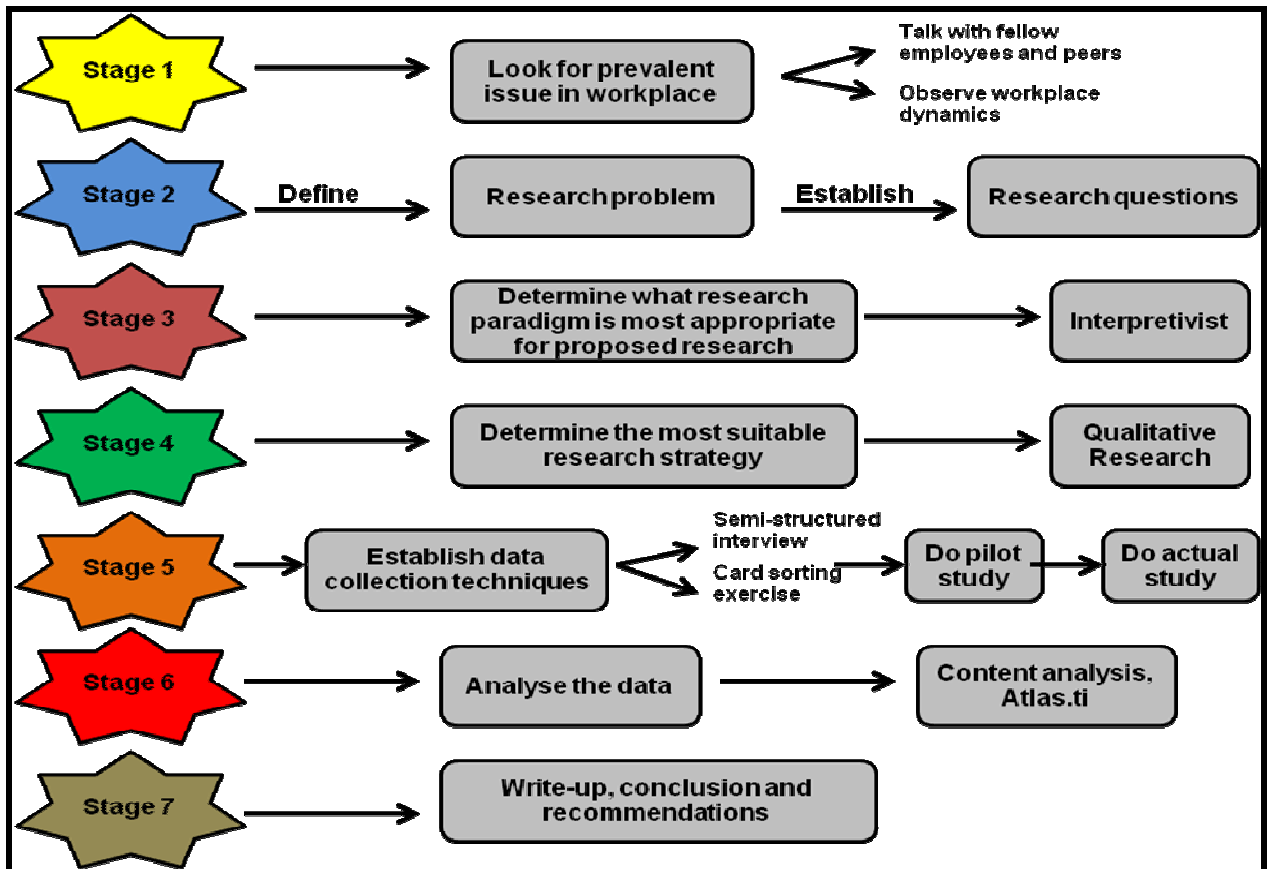 Stage 1
Look for prevalent
issue in workplace
Talk with fellow
employees and peers
Observe workplace
dynamics
Stage 2
Define
Research problem
Establish
Research questions
Stage 3
Determine what research
paradigm is most appropriate
for proposed research
Interpretivist
Stage 4
Determine the most suitable
research strategy
Qualitative
Research
Stage 5
Establish data
collection techniques
Semi-structured
interview
Card sorting
exercise
Do pilot
study
Do actual
study
Stage 6
Analyse the data
Content analysis,
Atlas.ti
Stage 7
Write-up, conclusion and
recommendations